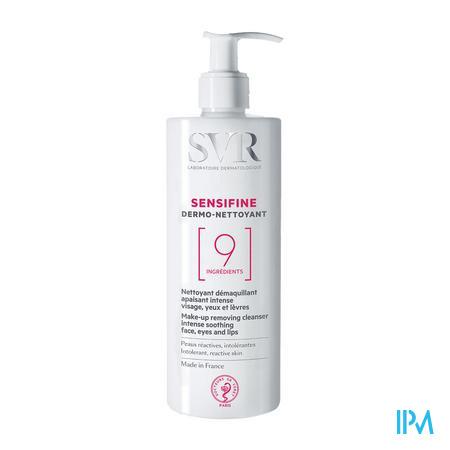 SVR
LABORATOIRE DERMATOLOGIQUE
SENSIFINE
DERMO-NETTOYANT
9
INGRÉDIENTS
Nettoyant démaquillant
apaisant intense
visage, yeux et lèvres
Make-up removing cleanser
intense soothing
face, eyes and lips
Peaux réactives, intolérantes
Intolerant, reactive skin
Made in France
PARIS
IPM